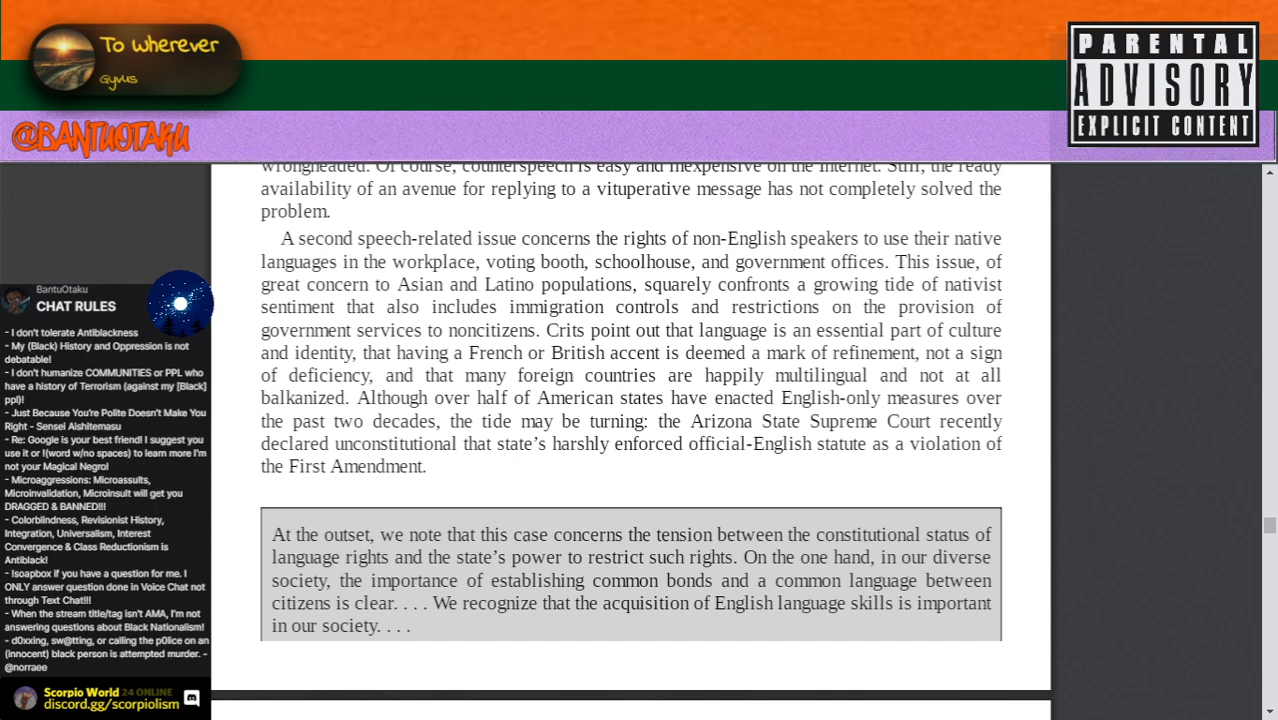 To wherever
Gyvus
PARENTAL
ADVISORY
EXPLICIT CONTENT
@BANTUOTAKU
wrongheaded. Of course, counterspeech is easy and inexpensive on the Internet. Still, the ready
availability of an avenue for replying to a vituperative message has not completely solved the
problem.
A second speech-related issue concerns the rights of non-English speakers to use their native
languages in the workplace, voting booth, schoolhouse, and government offices. This issue, of
great concern to Asian and Latino populations, squarely confronts a growing tide of nativist
sentiment that also includes immigration controls and restrictions on the provision of
government services to noncitizens. Crits point out that language is an essential part of culture
and identity, that having a French or British accent is deemed a mark of refinement, not a sign
of deficiency, and that many foreign countries are happily multilingual and not at all
balkanized. Although over half of American states have enacted English-only measures over
the past two decades, the tide may be turning: the Arizona State Supreme Court recently
declared unconstitutional that state's harshly enforced official-English statute as a violation of
the First Amendment.
At the outset, we note that this case concerns the tension between the constitutional status of
language rights and the state's power to restrict such rights. On the one hand, in our diverse
society, the importance of establishing common bonds and a common language between
citizens is clear. . . . We recognize that the acquisition of English language skills is important
in our society. . . .
BantuOtaku
CHAT RULES
- I don't tolerate Antiblackness
- My (Black) History and Oppression is not
debatable!
- I don't humanize COMMUNITIES or PPL who
have a history of Terrorism (against my [Black]
ppl)!
- Just Because You're Polite Doesn't Make You
Right - Sensei Aishitemasu
- Re: Google is your best friend! I suggest you
use it or !(word w/no spaces) to learn more I'm
not your Magical Negro!
- Microaggressions: Microassults,
Microinvalidation, Microinsult will get you
DRAGGED & BANNED!!!
- Colorblindness, Revisionist History,
Integration, Universalism, Interest
Convergence & Class Reductionism is
Antiblack!
- !soapbox if you have a question for me. I
ONLY answer question done in Voice Chat not
through Text Chat!!!
- When the stream title/tag isn't AMA, I'm not
answering questions about Black Nationalism!
- d0xxing, sw@tting, or calling the p0lice on an
(innocent) black person is attempted murder. -
@norraee
Scorpio World 24 ONLINE
discord.gg/scorpiolism